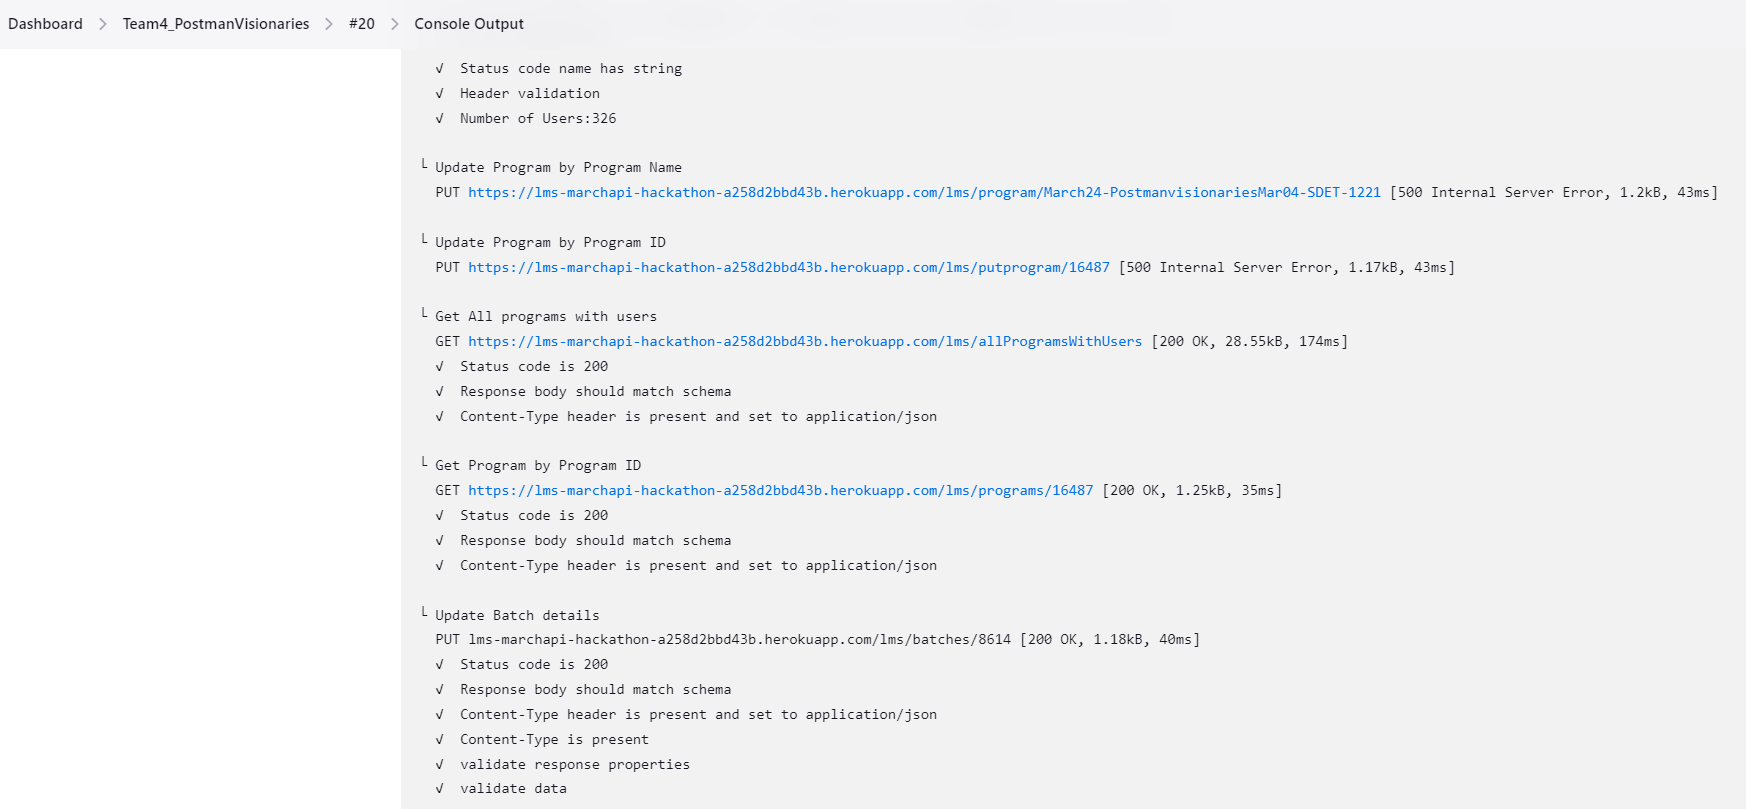 Dashboard > Team4_PostmanVisionaries > #20 > Console Output
√ Status code name has string
√ Header validation
√ Number of Users:326
└ Update Program by Program Name
PUT https://lms-marchapi-hackathon-a258d2bbd43b.herokuapp.com/lms/program/March24-PostmanvisionariesMar04-SDET-1221 [500 Internal Server Error, 1.2kB, 43ms]
└ Update Program by Program ID
PUT https://lms-marchapi-hackathon-a258d2bbd43b.herokuapp.com/lms/putprogram/16487 [500 Internal Server Error, 1.17kB, 43ms]
└ Get All programs with users
GET https://lms-marchapi-hackathon-a258d2bbd43b.herokuapp.com/lms/allProgramsWithUsers [200 OK, 28.55kB, 174ms]
√ Status code is 200
√ Response body should match schema
√ Content-Type header is present and set to application/json
└ Get Program by Program ID
GET https://lms-marchapi-hackathon-a258d2bbd43b.herokuapp.com/lms/programs/16487 [200 OK, 1.25kB, 35ms]
√ Status code is 200
√ Response body should match schema
√ Content-Type header is present and set to application/json
└ Update Batch details
PUT lms-marchapi-hackathon-a258d2bbd43b.herokuapp.com/lms/batches/8614 [200 OK, 1.18kB, 40ms]
√ Status code is 200
√ Response body should match schema
√ Content-Type header is present and set to application/json
√ Content-Type is present
√ validate response properties
√ validate data